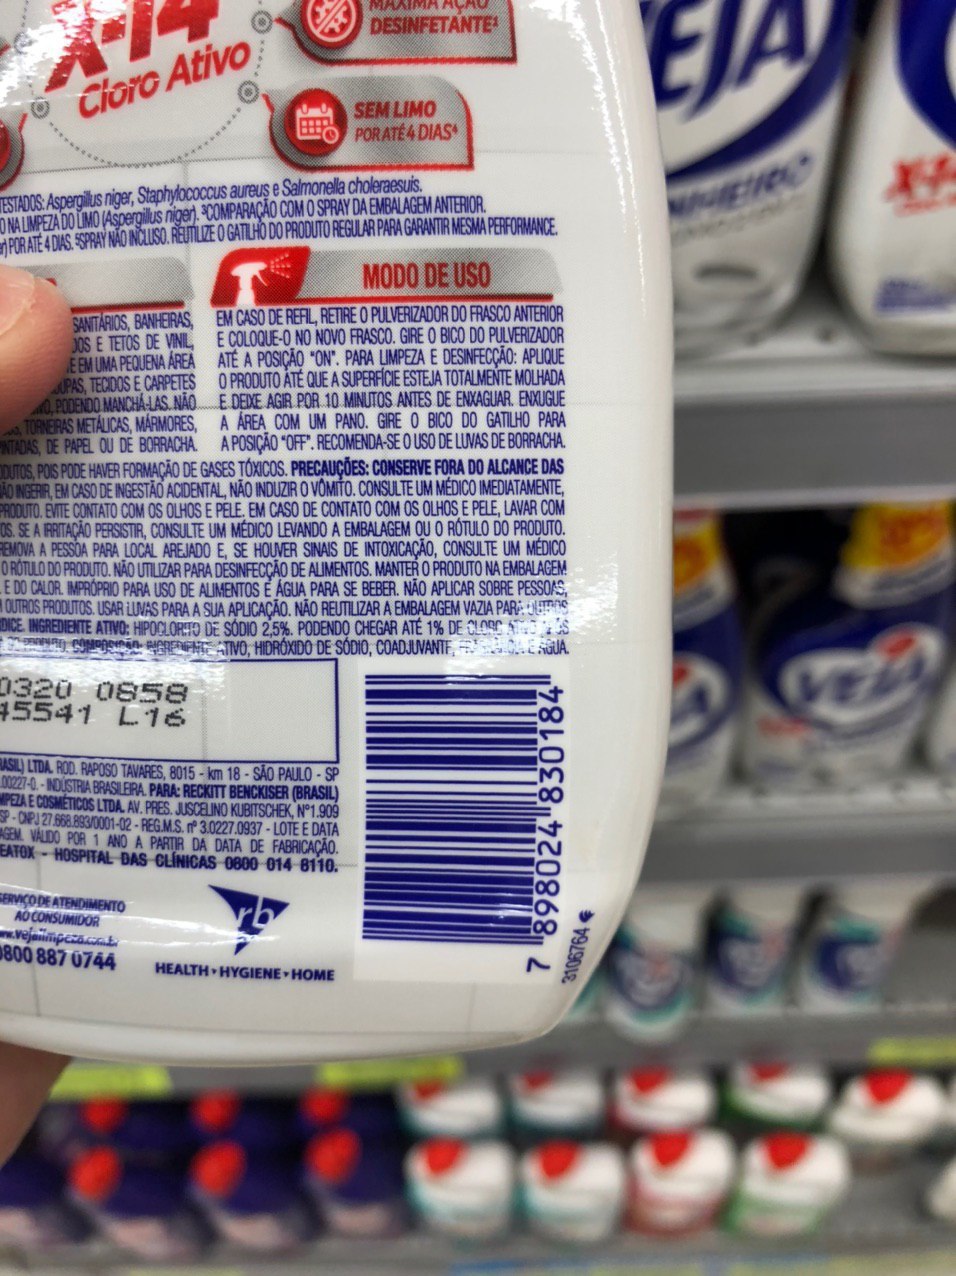 X-14
Cloro Ativo
MÁXIMA AÇÃO
DESINFETANTE
SEM LIMO
POR ATÉ 4 DIAS⁴
TESTADOS: Aspergillus niger, Staphylococcus aureus e Salmonella choleraesuis.
O NA LIMPEZA DO LIMO (Aspergillus niger). ³COMPARAÇÃO COM O SPRAY DA EMBALAGEM ANTERIOR.
POR ATÉ 4 DIAS. ⁵SPRAY NÃO INCLUSO. REUTILIZE O GATILHO DO PRODUTO REGULAR PARA GARANTIR MESMA PERFORMANCE.
SANITÁRIOS, BANHEIRAS,
E TETOS DE VINIL,
EM UMA PEQUENA ÁREA
TECIDOS E CARPETES
PODENDO MANCHÁ-LAS. NÃO
TORNEIRAS METÁLICAS, MÁRMORES,
DE PAPEL OU DE BORRACHA.
MODO DE USO
EM CASO DE REFIL, RETIRE O PULVERIZADOR DO FRASCO ANTERIOR
E COLOQUE-O NO NOVO FRASCO. GIRE O BICO DO PULVERIZADOR
ATÉ A POSIÇÃO "ON". PARA LIMPEZA E DESINFECÇÃO: APLIQUE
O PRODUTO ATÉ QUE A SUPERFÍCIE ESTEJA TOTALMENTE MOLHADA
E DEIXE AGIR POR 10 MINUTOS ANTES DE ENXAGUAR. ENXUGUE
A ÁREA COM UM PANO. GIRE O BICO DO GATILHO PARA
A POSIÇÃO "OFF". RECOMENDA-SE O USO DE LUVAS DE BORRACHA.
POIS PODE HAVER FORMAÇÃO DE GASES TÓXICOS. PRECAUÇÕES: CONSERVE FORA DO ALCANCE DAS
INGERIR, EM CASO DE INGESTÃO ACIDENTAL, NÃO INDUZIR O VÔMITO. CONSULTE UM MÉDICO IMEDIATAMENTE,
PRODUTO. EVITE CONTATO COM OS OLHOS E PELE. EM CASO DE CONTATO COM OS OLHOS E PELE, LAVAR COM
SE A IRRITAÇÃO PERSISTIR, CONSULTE UM MÉDICO LEVANDO A EMBALAGEM OU O RÓTULO DO PRODUTO.
REMOVA A PESSOA PARA LOCAL AREJADO E, SE HOUVER SINAIS DE INTOXICAÇÃO, CONSULTE UM MÉDICO
O RÓTULO DO PRODUTO. NÃO UTILIZAR PARA DESINFECÇÃO DE ALIMENTOS. MANTER O PRODUTO NA EMBALAGEM
E DO CALOR. IMPRÓPRIO PARA USO DE ALIMENTOS E ÁGUA PARA SE BEBER. NÃO APLICAR SOBRE PESSOAS,
OUTROS PRODUTOS. USAR LUVAS PARA A SUA APLICAÇÃO. NÃO REUTILIZAR A EMBALAGEM VAZIA PARA OUTROS
INGREDIENTE ATIVO: HIPOCLORITO DE SÓDIO 2,5%. PODENDO CHEGAR ATÉ 1% DE CLORO
COMPOSIÇÃO: INGREDIENTE ATIVO, HIDRÓXIDO DE SÓDIO, COADJUVANTE, E ÁGUA.
0320 0858
45541 L16
LTDA. ROD. RAPOSO TAVARES, 8015 - km 18 - SÃO PAULO - SP
.00227-0. - INDÚSTRIA BRASILEIRA. PARA: RECKITT BENCKISER (BRASIL)
E COSMÉTICOS LTDA. AV. PRES. JUSCELINO KUBITSCHEK, Nº 1.909
SP - CNPJ 27.668.893/0001-02 - REG.M.S. nº 3.0227.0937 - LOTE E DATA
VÁLIDO POR 1 ANO A PARTIR DA DATA DE FABRICAÇÃO.
CEATOX - HOSPITAL DAS CLÍNICAS 0800 014 8110.
SERVIÇO DE ATENDIMENTO
AO CONSUMIDOR
www.vejalimpeza.com.br
0800 887 0744
rb
HEALTH • HYGIENE • HOME
7 898024 830184
3106764
VEJA
X-14
VEJA